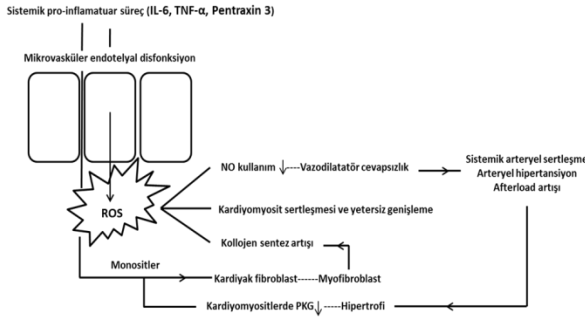 Sistemik pro-inflamatuar süreç (IL-6, TNF-α, Pentraxin 3)
Mikrovasküler endotelyal disfonksiyon
NO kullanım ↓----Vazodilatatör cevapsızlık
Sistemik arteryel sertleşme
Arteryel hipertansiyon
Afterload artışı
ROS
Kardiyomyosit sertleşmesi ve yetersiz genişleme
Kollojen sentez artışı
Monositler
Kardiyak fibroblast------Myofibroblast
Kardiyomyositlerde PKG↓ -----Hipertrofi